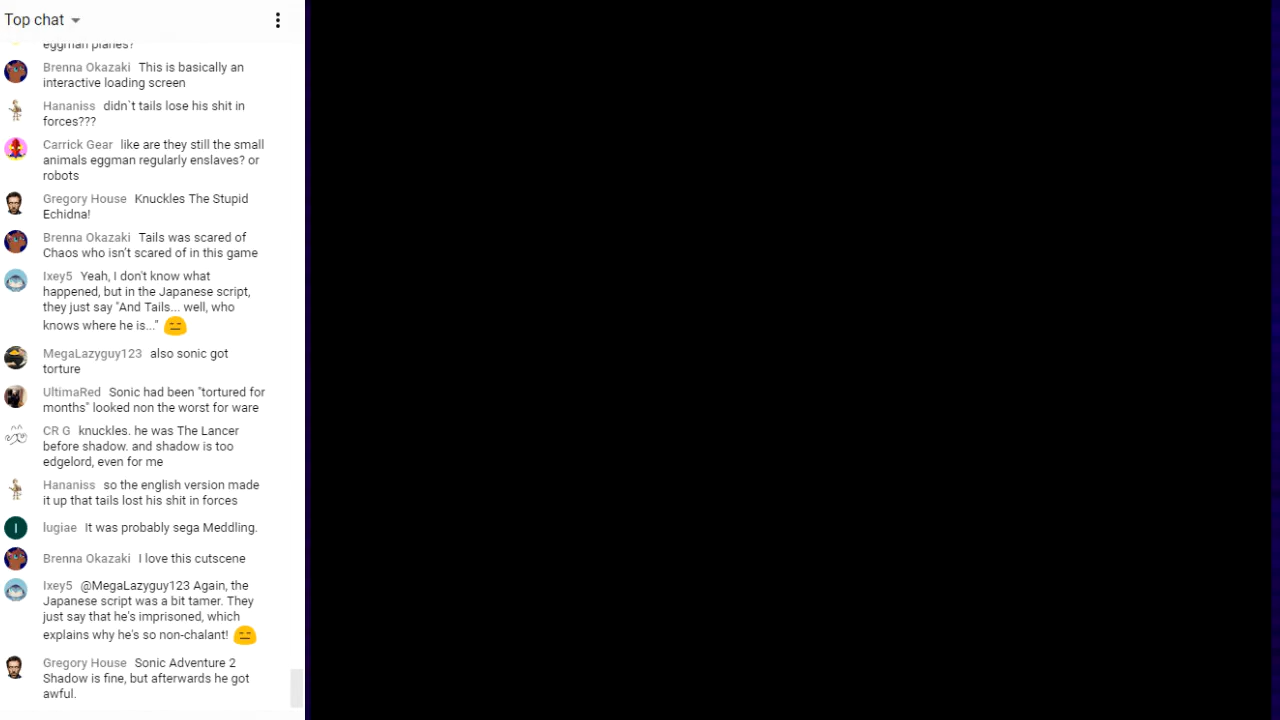 Top chat
eggman planes?
Brenna Okazaki This is basically an
interactive loading screen
Hananiss didn`t tails lose his shit in
forces???
Carrick Gear like are they still the small
animals eggman regularly enslaves? or
robots
Gregory House Knuckles The Stupid
Echidna!
Brenna Okazaki Tails was scared of
Chaos who isn’t scared of in this game
Ixey5 Yeah, I don't know what
happened, but in the Japanese script,
they just say "And Tails... well, who
knows where he is..."
MegaLazyguy123 also sonic got
torture
UltimaRed Sonic had been "tortured for
months" looked non the worst for ware
CR G knuckles. he was The Lancer
before shadow. and shadow is too
edgelord, even for me
Hananiss so the english version made
it up that tails lost his shit in forces
I
lugiae It was probably sega Meddling.
Brenna Okazaki I love this cutscene
Ixey5 @MegaLazyguy123 Again, the
Japanese script was a bit tamer. They
just say that he's imprisoned, which
explains why he's so non-chalant!
Gregory House Sonic Adventure 2
Shadow is fine, but afterwards he got
awful.